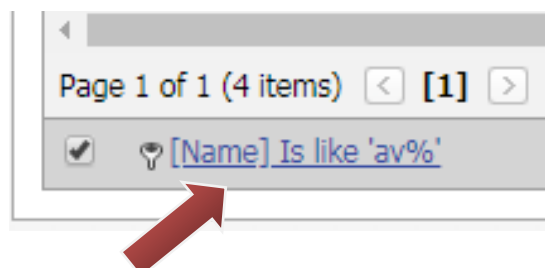 Page 1 of 1 (4 items) < [1] >
[Name] Is like 'av%'